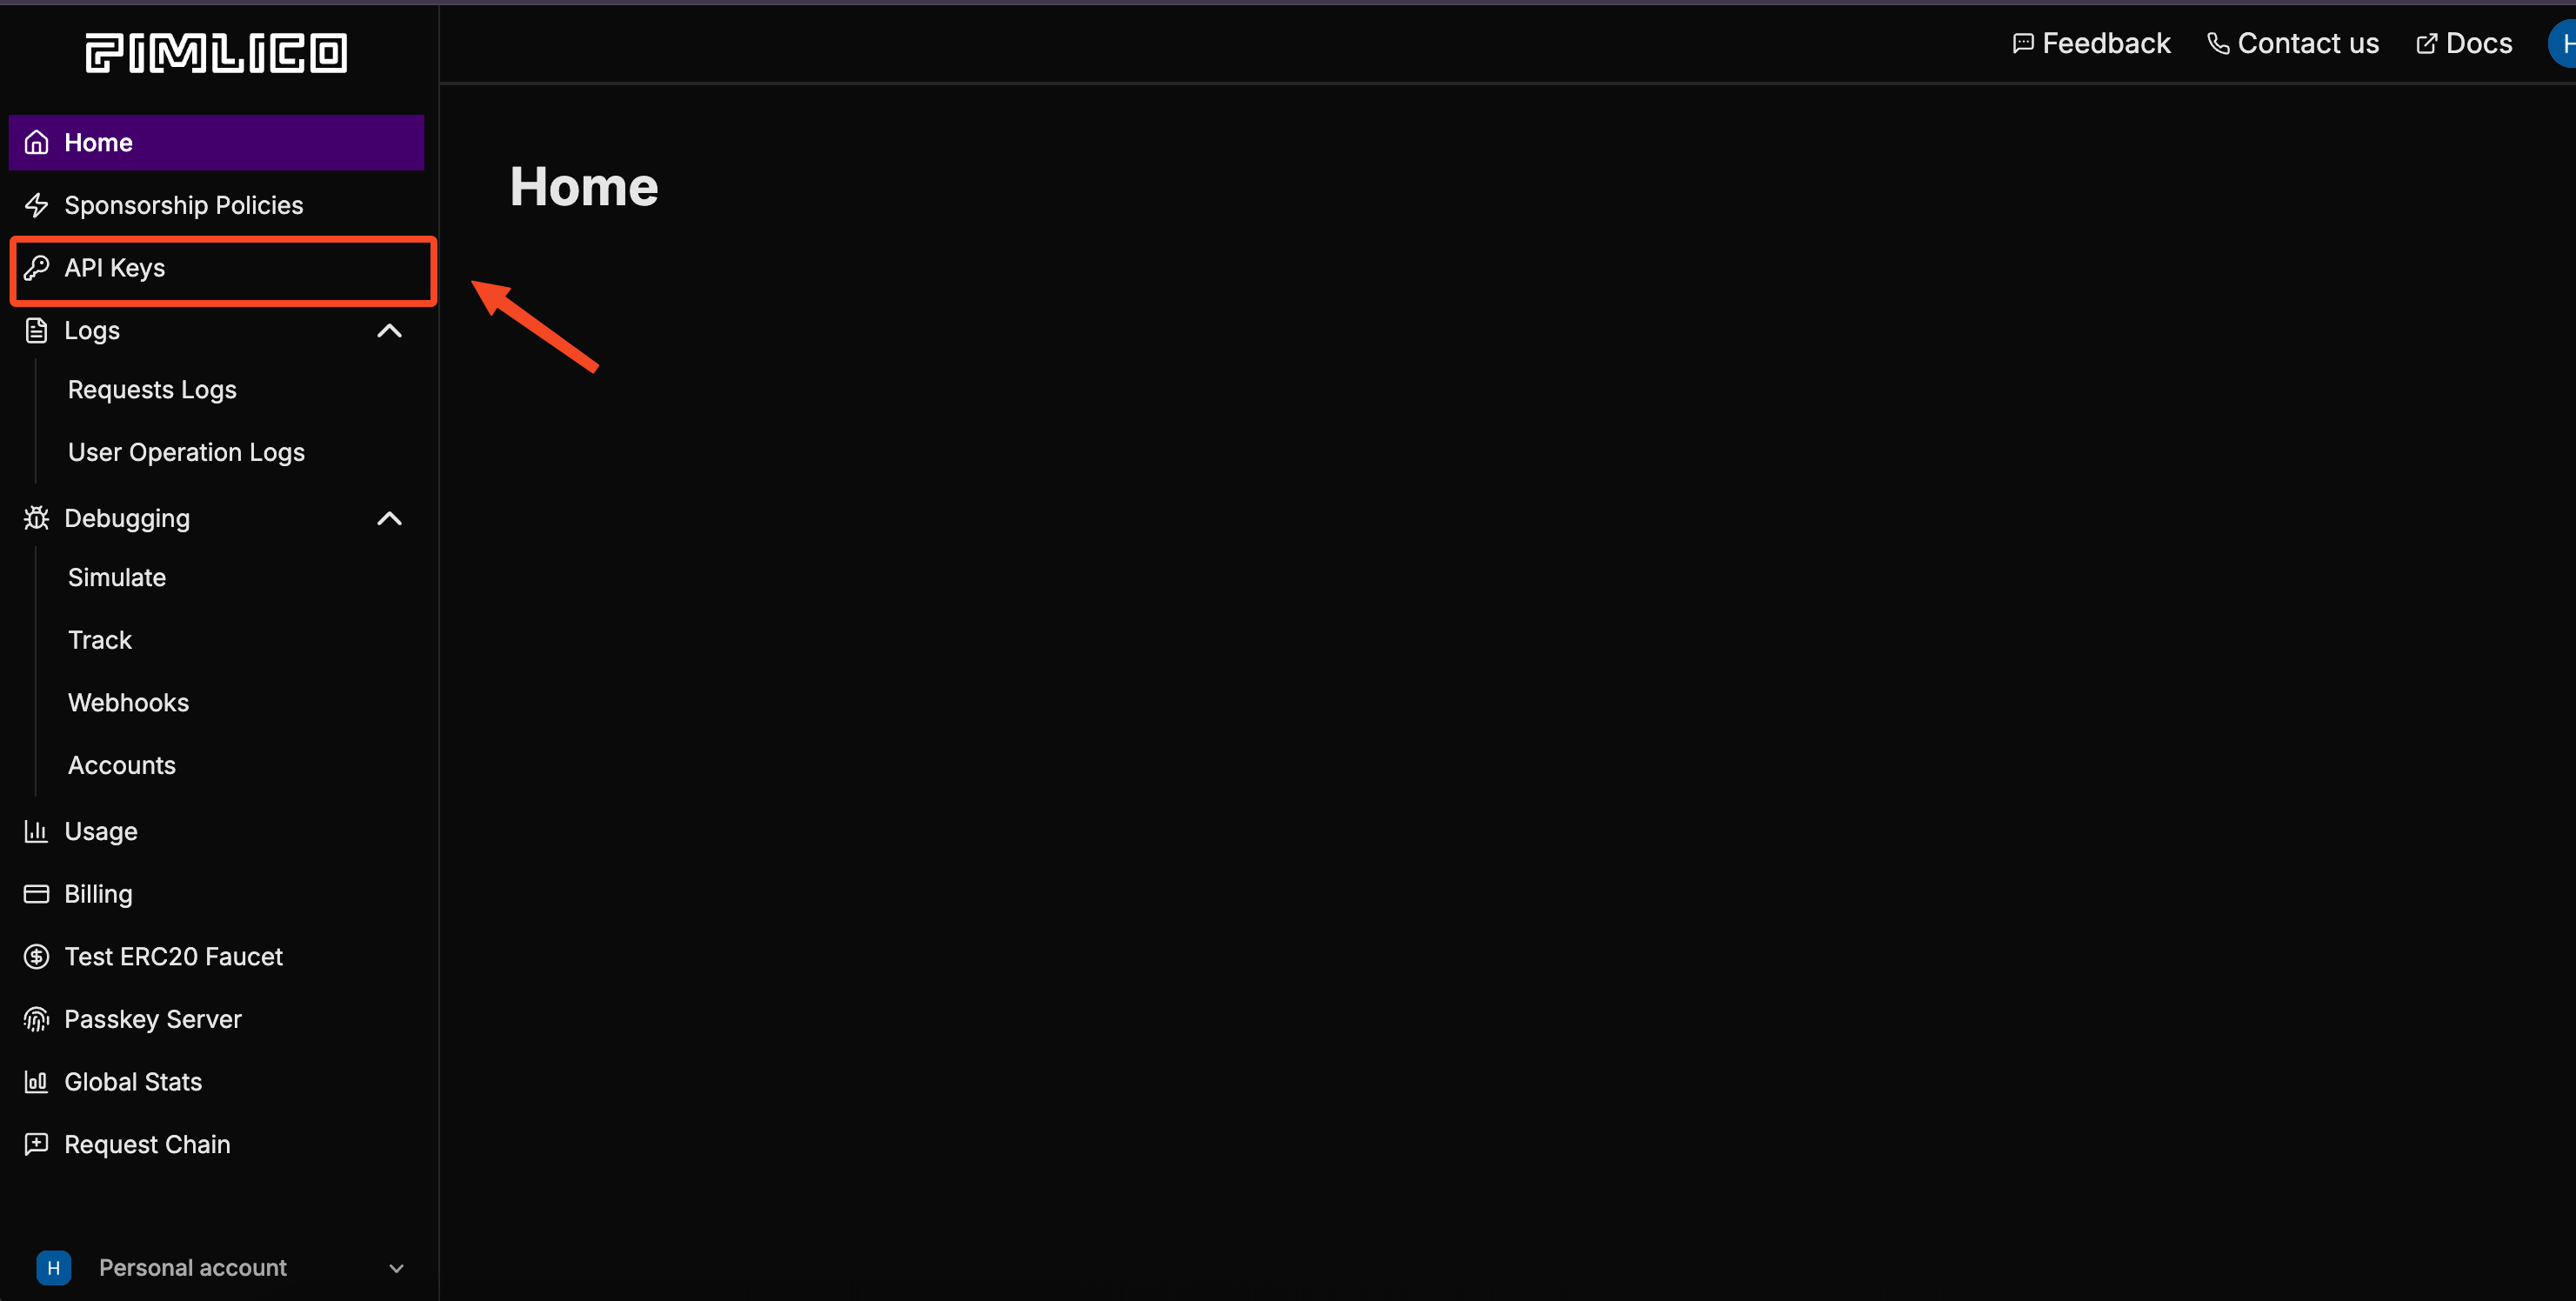 PIMLICO
Feedback
Contact us
Docs
H
Home
Sponsorship Policies
API Keys
Logs
Requests Logs
User Operation Logs
Debugging
Simulate
Track
Webhooks
Accounts
Usage
Billing
Test ERC20 Faucet
Passkey Server
Global Stats
Request Chain
H Personal account
Home